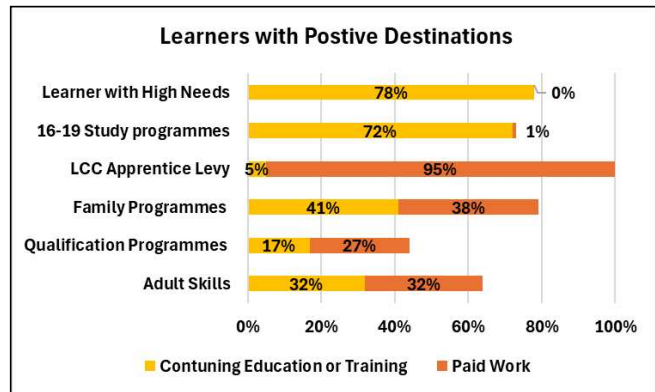 Learners with Postive Destinations
Learner with High Needs 78% 0%
16-19 Study programmes 72% 1%
LCC Apprentice Levy 5% 95%
Family Programmes 41% 38%
Qualification Programmes 17% 27%
Adult Skills 32% 32%
0% 20% 40% 60% 80% 100%
Contuning Education or Training Paid Work